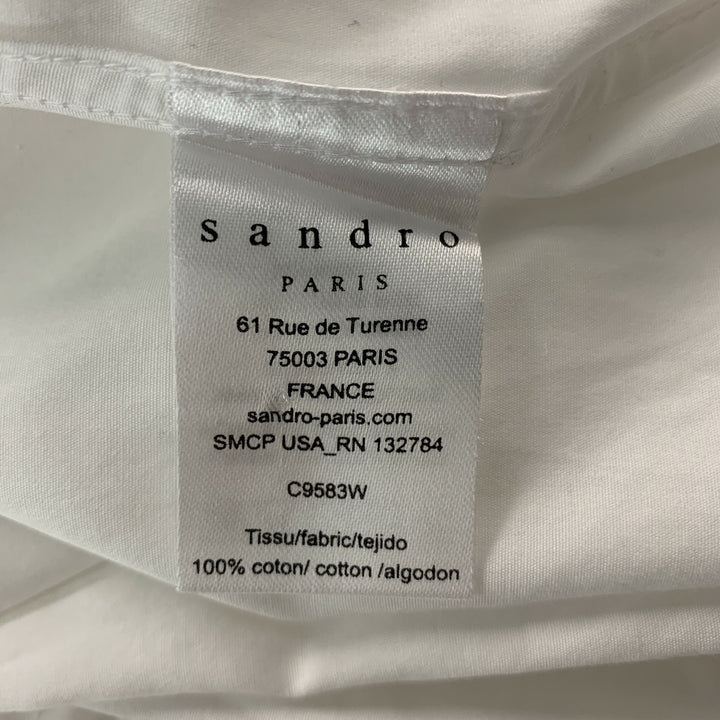 sandro
PARIS
61 Rue de Turenne
75003 PARIS
FRANCE
sandro-paris.com
SMCP USA_RN 132784
C9583W
Tissu/fabric/tejido
100% coton/ cotton /algodon